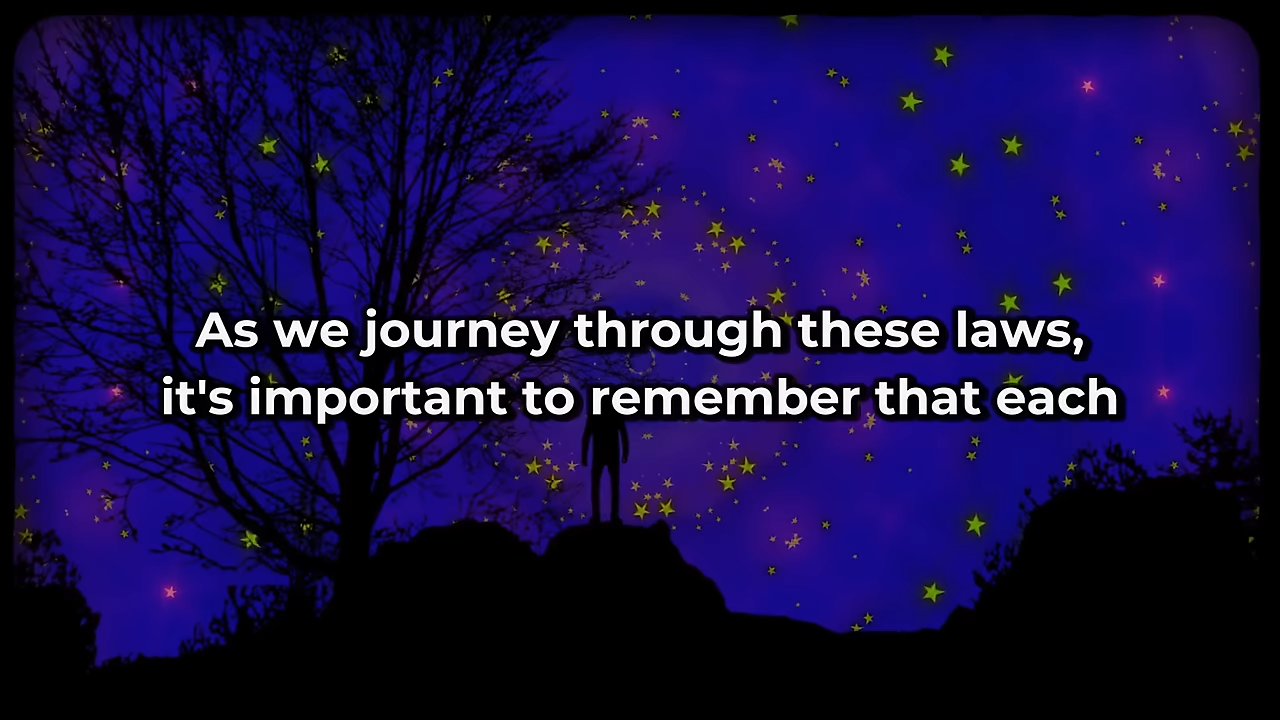 As we journey through these laws,
it's important to remember that each